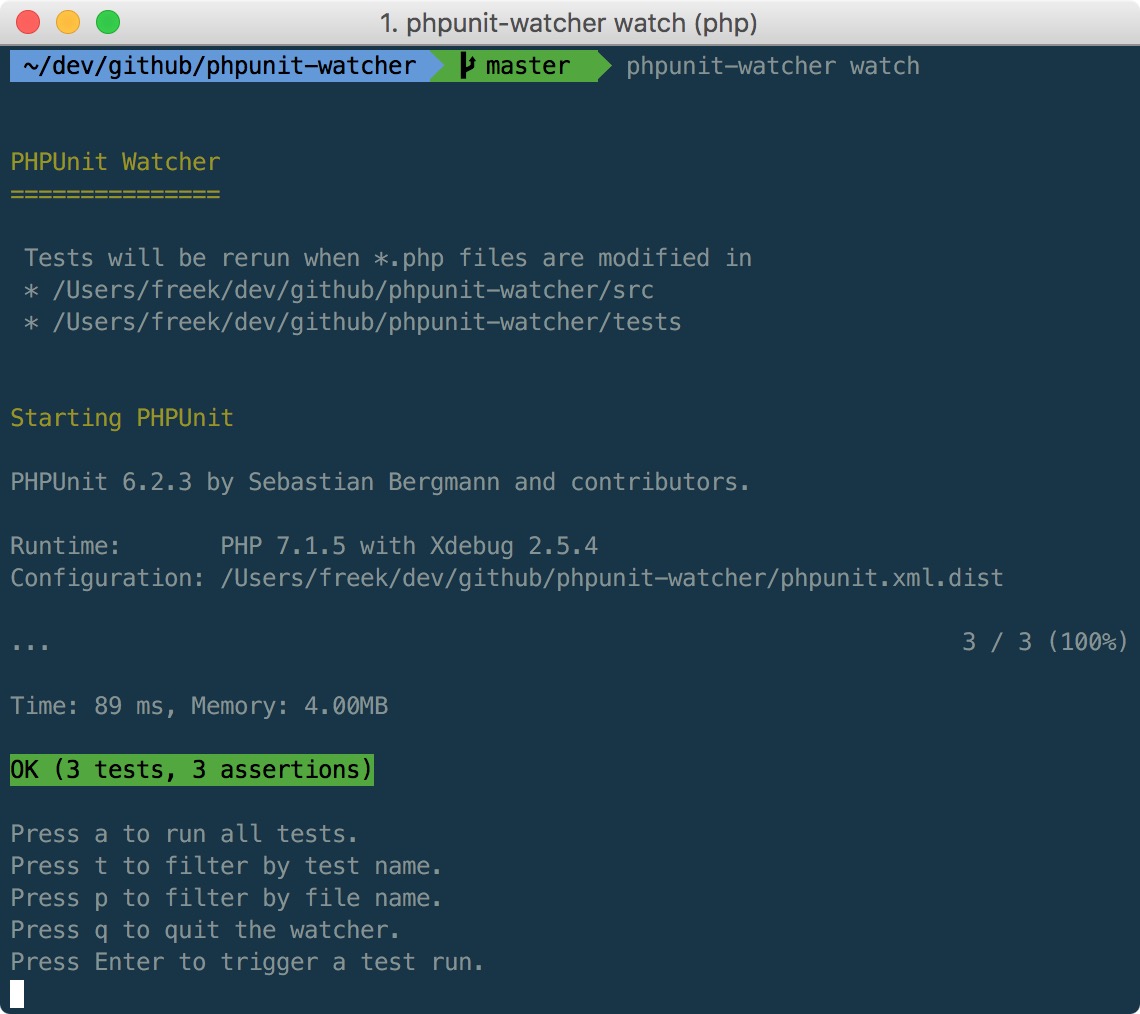 1. phpunit-watcher watch (php)
~/dev/github/phpunit-watcher master phpunit-watcher watch
PHPUnit Watcher
===============
Tests will be rerun when *.php files are modified in
* /Users/freek/dev/github/phpunit-watcher/src
* /Users/freek/dev/github/phpunit-watcher/tests
Starting PHPUnit
PHPUnit 6.2.3 by Sebastian Bergmann and contributors.
Runtime:       PHP 7.1.5 with Xdebug 2.5.4
Configuration: /Users/freek/dev/github/phpunit-watcher/phpunit.xml.dist
... 3 / 3 (100%)
Time: 89 ms, Memory: 4.00MB
OK (3 tests, 3 assertions)
Press a to run all tests.
Press t to filter by test name.
Press p to filter by file name.
Press q to quit the watcher.
Press Enter to trigger a test run.